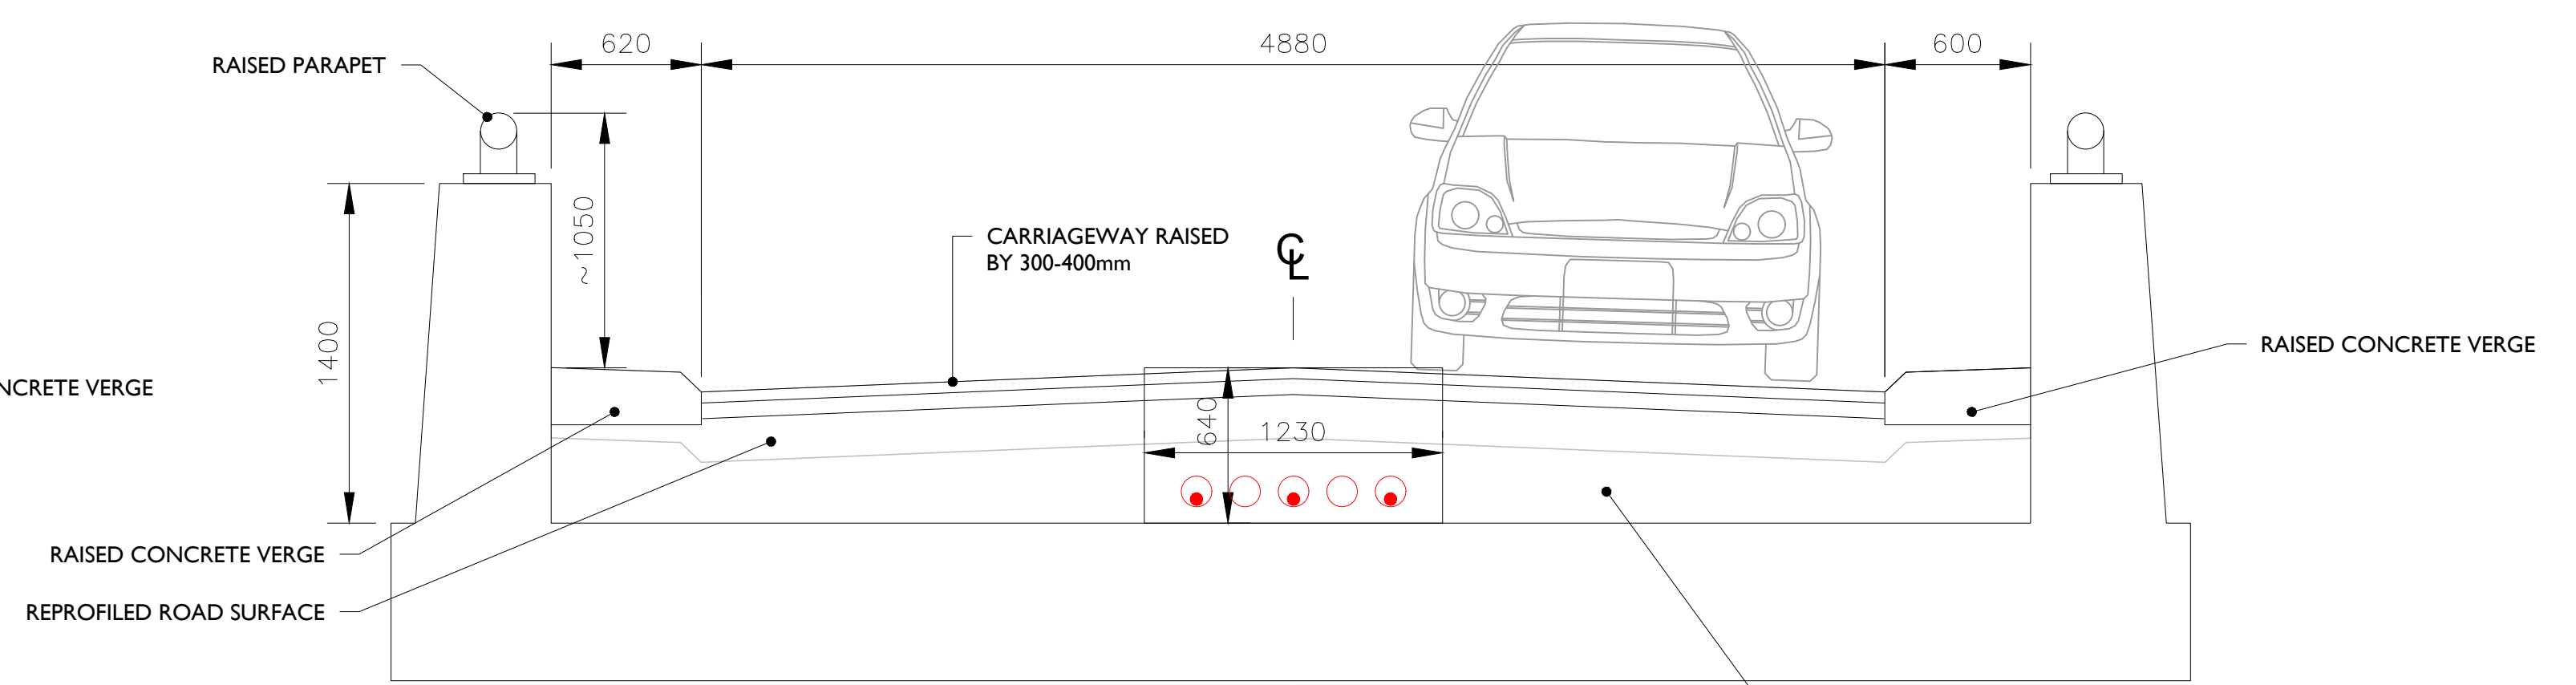 620
4880
600
RAISED PARAPET
~1050
CARRIAGEWAY RAISED
BY 300-400mm
℄
1400
RAISED CONCRETE VERGE
NCRETE VERGE
640
1230
RAISED CONCRETE VERGE
REPROFILED ROAD SURFACE